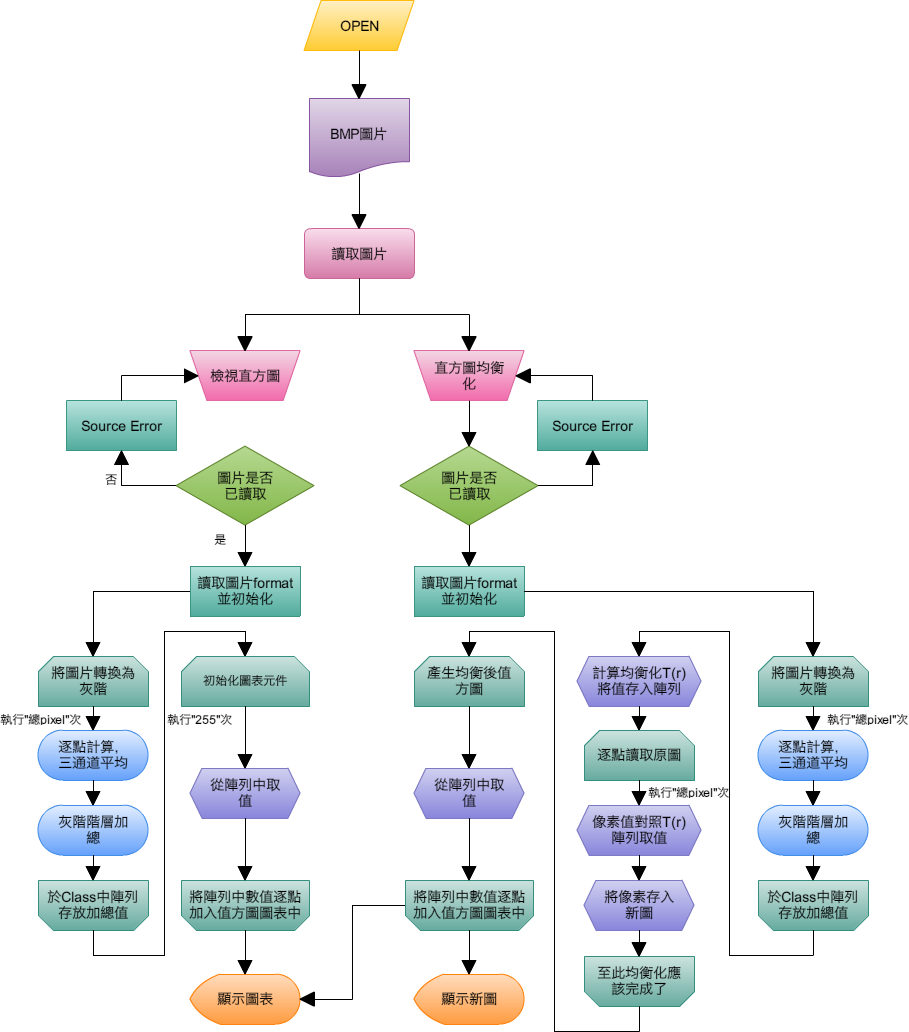 OPEN
BMP圖片
讀取圖片
檢視直方圖
直方圖均衡
化
Source Error
Source Error
圖片是否
已讀取
圖片是否
已讀取
否
是
讀取圖片format
並初始化
讀取圖片format
並初始化
將圖片轉換為
灰階
初始化圖表元件
產生均衡後值
方圖
計算均衡化T(r)
將值存入陣列
將圖片轉換為
灰階
執行"總pixel"次
執行"255"次
執行"總pixel"次
逐點計算,
三通道平均
從陣列中取
值
從陣列中取
值
逐點讀取原圖
逐點計算,
三通道平均
執行"總pixel"次
灰階階層加
總
像素值對照T(r)
陣列取值
灰階階層加
總
於Class中陣列
存放加總值
將陣列中數值逐點
加入值方圖圖表中
將陣列中數值逐點
加入值方圖圖表中
將像素存入
新圖
於Class中陣列
存放加總值
顯示圖表
顯示新圖
至此均衡化應
該完成了